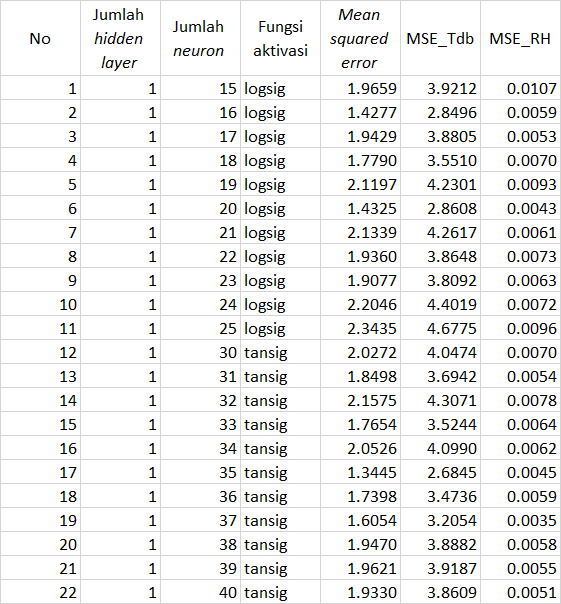 No Jumlah hidden layer Jumlah neuron Fungsi aktivasi Mean squared error MSE_Tdb MSE_RH
1 1 15 logsig 1.9659 3.9212 0.0107
2 1 16 logsig 1.4277 2.8496 0.0059
3 1 17 logsig 1.9429 3.8805 0.0053
4 1 18 logsig 1.7790 3.5510 0.0070
5 1 19 logsig 2.1197 4.2301 0.0093
6 1 20 logsig 1.4325 2.8608 0.0043
7 1 21 logsig 2.1339 4.2617 0.0061
8 1 22 logsig 1.9360 3.8648 0.0073
9 1 23 logsig 1.9077 3.8092 0.0063
10 1 24 logsig 2.2046 4.4019 0.0072
11 1 25 logsig 2.3435 4.6775 0.0096
12 1 30 tansig 2.0272 4.0474 0.0070
13 1 31 tansig 1.8498 3.6942 0.0054
14 1 32 tansig 2.1575 4.3071 0.0078
15 1 33 tansig 1.7654 3.5244 0.0064
16 1 34 tansig 2.0526 4.0990 0.0062
17 1 35 tansig 1.3445 2.6845 0.0045
18 1 36 tansig 1.7398 3.4736 0.0059
19 1 37 tansig 1.6054 3.2054 0.0035
20 1 38 tansig 1.9470 3.8882 0.0058
21 1 39 tansig 1.9621 3.9187 0.0055
22 1 40 tansig 1.9330 3.8609 0.0051